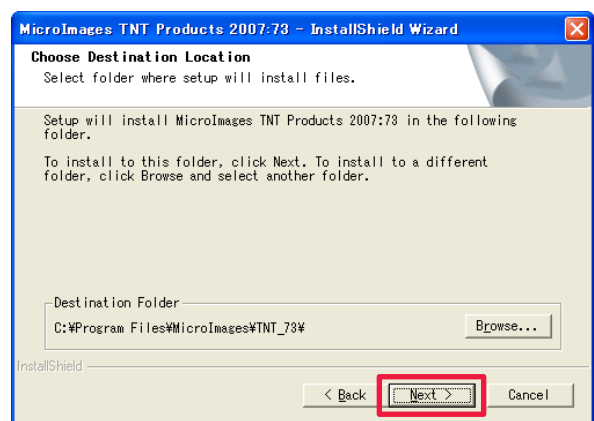 MicroImages TNT Products 2007:73 - InstallShield Wizard
Choose Destination Location
Select folder where setup will install files.
Setup will install MicroImages TNT Products 2007:73 in the following
folder.
To install to this folder, click Next. To install to a different
folder, click Browse and select another folder.
Destination Folder
C:¥Program Files¥MicroImages¥TNT_73¥
Browse...
InstallShield
< Back
Next >
Cancel